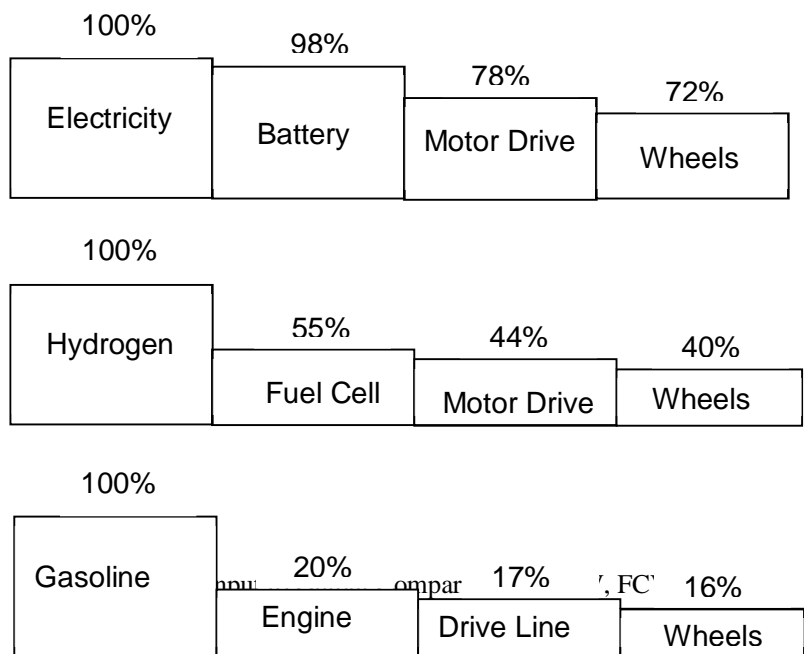 100%
98%
78%
72%
Electricity
Battery
Motor Drive
Wheels
100%
55%
44%
40%
Hydrogen
Fuel Cell
Motor Drive
Wheels
100%
20%
17%
16%
Gasoline
Engine
Drive Line
Wheels